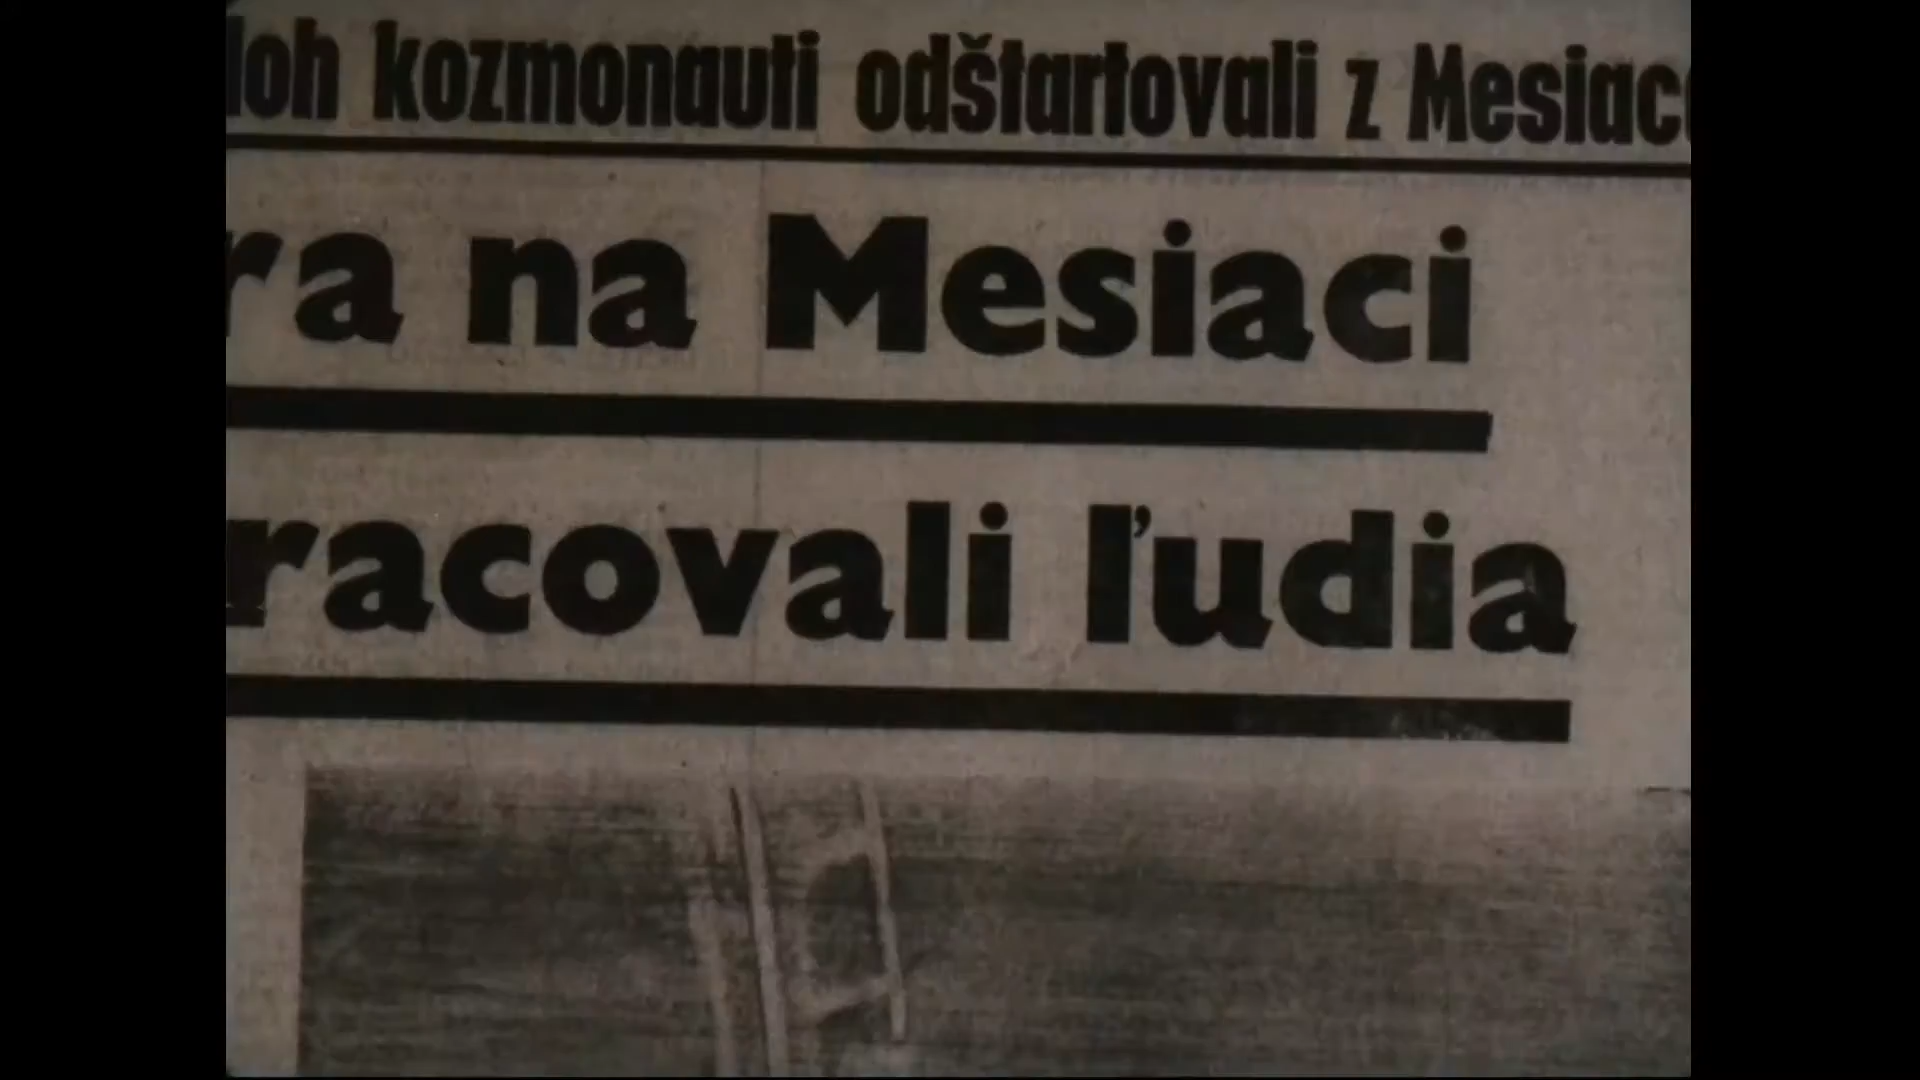 loh kozmonauti odštartovali z Mesiac
ra na Mesiaci
racovali ľudia